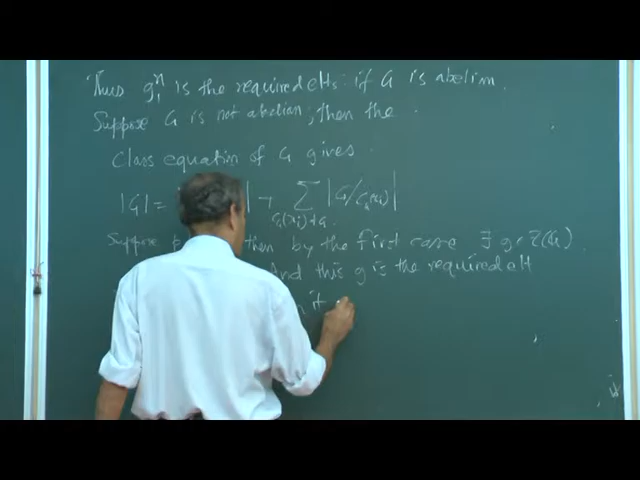 Thus g₁ⁿ is the required elt: if G is abelian.
Suppose G is not abelian; then the
class equation of G gives
|G| = | + Σ |G/C_G(xᵢ)|
C_G(xᵢ) ≠ G
Suppose then by the first case ∃ g ∈ Z(G)
And this g is the required elt
it